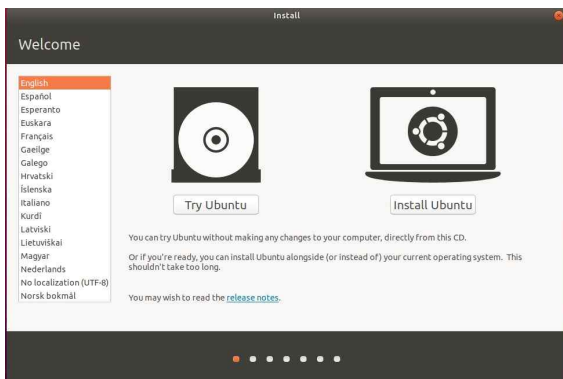 Install
Welcome
English
Español
Esperanto
Euskara
Français
Gaeilge
Galego
Hrvatski
Íslenska
Italiano
Kurdî
Latviski
Lietuviškai
Magyar
Nederlands
No localization (UTF-8)
Norsk bokmål
Try Ubuntu
Install Ubuntu
You can try Ubuntu without making any changes to your computer, directly from this CD.
Or if you're ready, you can install Ubuntu alongside (or instead of) your current operating system. This
shouldn't take too long.
You may wish to read the release notes.